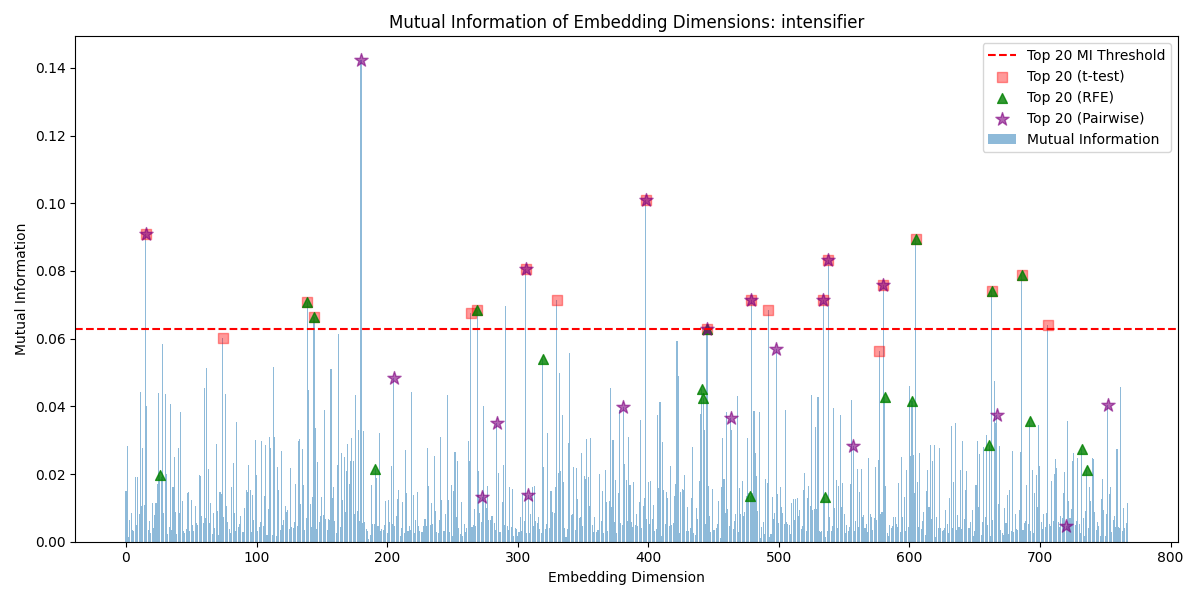 Mutual Information of Embedding Dimensions: intensifier
Top 20 MI Threshold
Top 20 (t-test)
Top 20 (RFE)
Top 20 (Pairwise)
Mutual Information
0.14
0.12
0.10
0.08
0.06
0.04
0.02
0.00
Mutual Information
0 100 200 300 400 500 600 700 800
Embedding Dimension